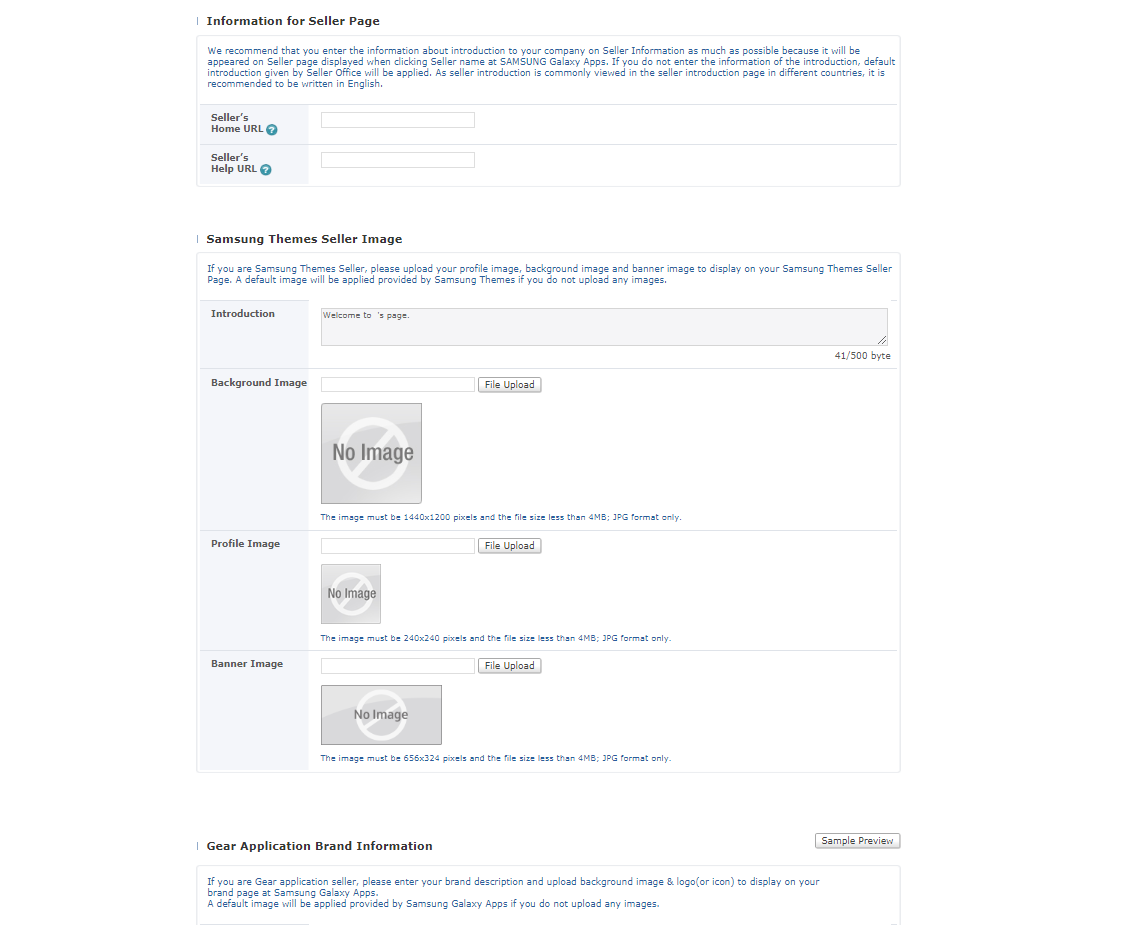 Information for Seller Page
We recommend that you enter the information about introduction to your company on Seller Information as much as possible because it will be
appeared on Seller page displayed when clicking Seller name at SAMSUNG Galaxy Apps. If you do not enter the information of the introduction, default
introduction given by Seller Office will be applied. As seller introduction is commonly viewed in the seller introduction page in different countries, it is
recommended to be written in English.
Seller's
Home URL ?
Seller's
Help URL ?
Samsung Themes Seller Image
If you are Samsung Themes Seller, please upload your profile image, background image and banner image to display on your Samsung Themes Seller
Page. A default image will be applied provided by Samsung Themes if you do not upload any images.
Introduction
Welcome to 's page.
41/500 byte
Background Image
File Upload
No Image
The image must be 1440x1200 pixels and the file size less than 4MB; JPG format only.
Profile Image
File Upload
No Image
The image must be 240x240 pixels and the file size less than 4MB; JPG format only.
Banner Image
File Upload
No Image
The image must be 656x324 pixels and the file size less than 4MB; JPG format only.
Gear Application Brand Information
Sample Preview
If you are Gear application seller, please enter your brand description and upload background image & logo(or icon) to display on your
brand page at Samsung Galaxy Apps.
A default image will be applied provided by Samsung Galaxy Apps if you do not upload any images.